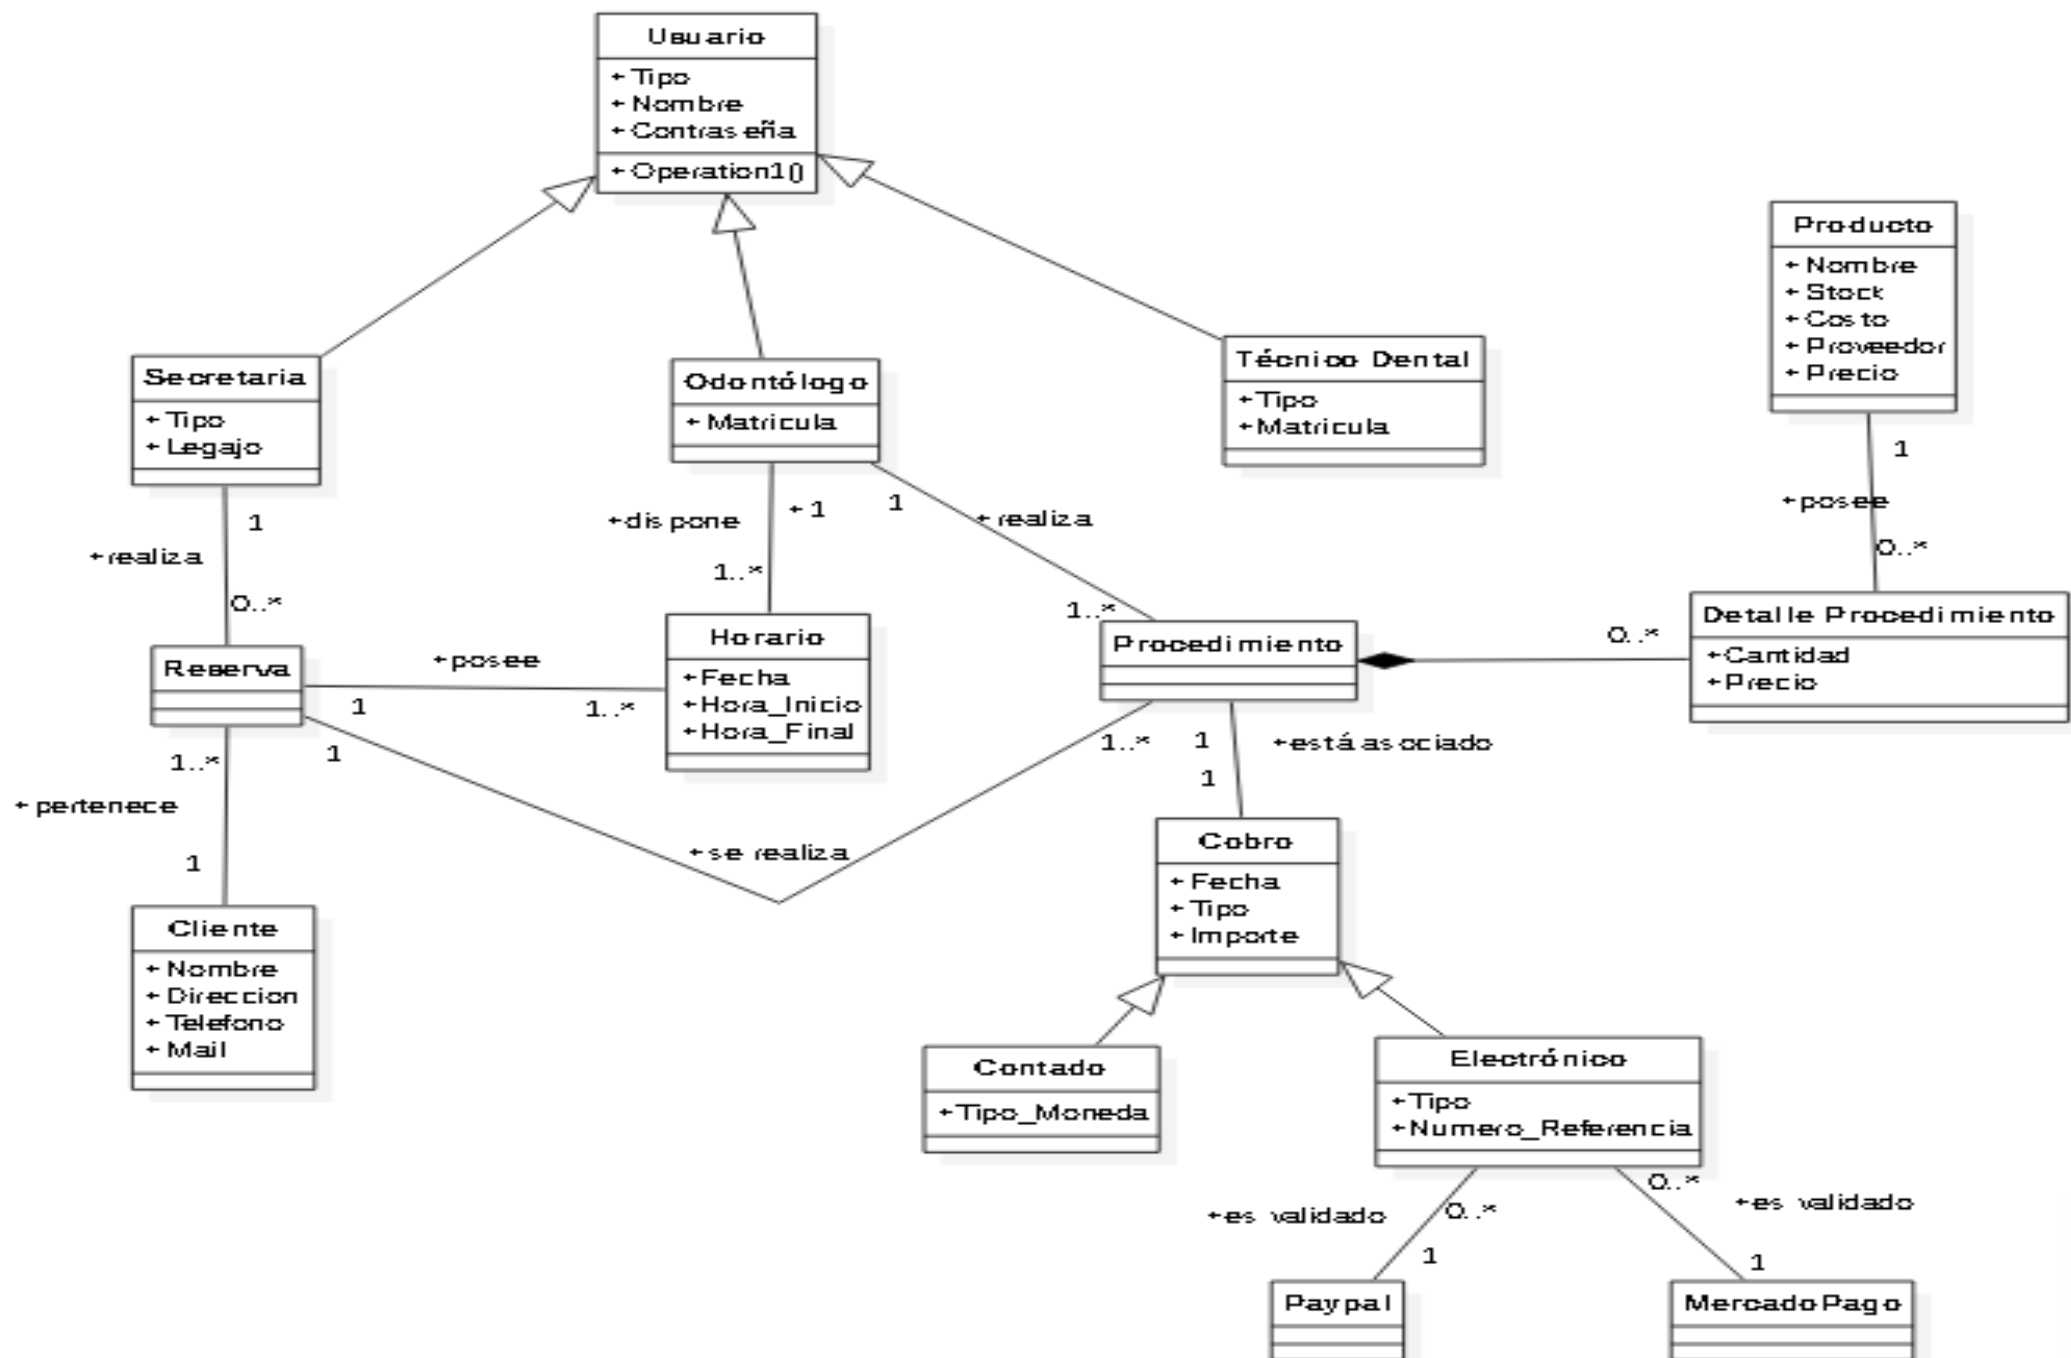 Usuario
+Tipo
+Nombre
+Contraseña
+Operation1()
Producto
+Nombre
+Stock
+Costo
+Proveedor
+Precio
Secretaria
+Tipo
+Legajo
Odontólogo
+Matricula
Técnico Dental
+Tipo
+Matricula
1
+realiza
0..*
+dispone
+1
1..*
1
+realiza
1..*
1
+posee
0..*
Reserva
+posee
1
1..*
Horario
+Fecha
+Hora_Inicio
+Hora_Final
Procedimiento
0..*
Detalle Procedimiento
+Cantidad
+Precio
1
+se realiza
1..*
1
+está asociado
1
1..*
+pertenece
1
Cliente
+Nombre
+Direccion
+Telefono
+Mail
Cobro
+Fecha
+Tipo
+Importe
Contado
+Tipo_Moneda
Electrónico
+Tipo
+Numero_Referencia
+es validado
0..*
1
0..*
+es validado
1
Paypal
MercadoPago